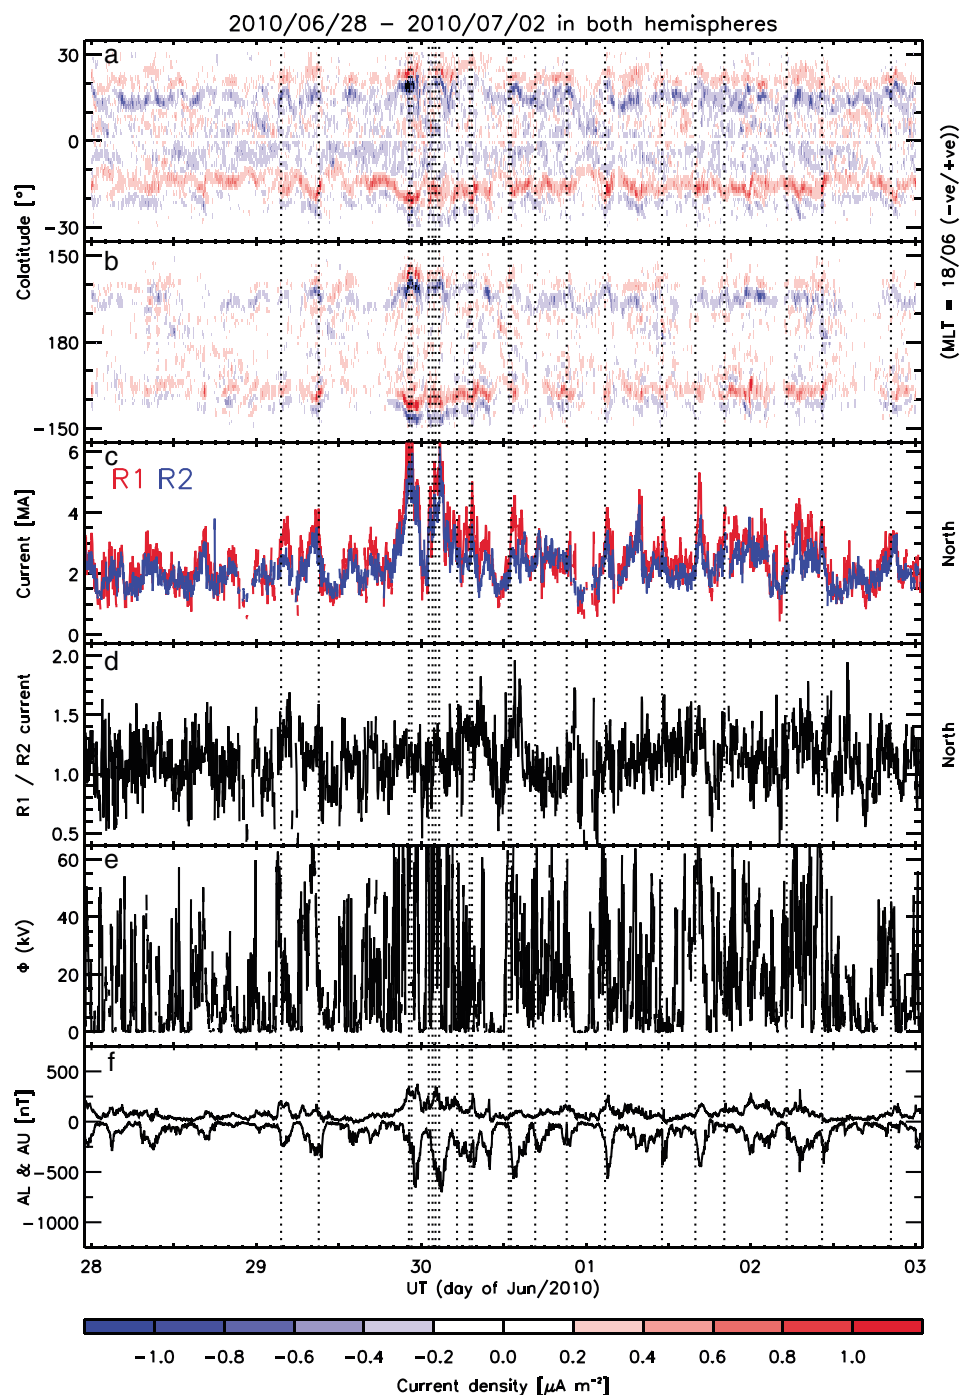 2010/06/28 – 2010/07/02 in both hemispheres
a
30
0
-30
b
150
180
-150
Colatitude [°]
(MLT = 18/06 (-ve/+ve))
c
R1 R2
6
4
2
0
Current [MA]
North
d
2.0
1.5
1.0
0.5
R1 / R2 current
North
e
60
40
20
0
Φ (kV)
f
500
0
-500
-1000
AL & AU [nT]
28 29 30 01 02 03
UT (day of Jun/2010)
-1.0 -0.8 -0.6 -0.4 -0.2 0.0 0.2 0.4 0.6 0.8 1.0
Current density [μA m⁻²]